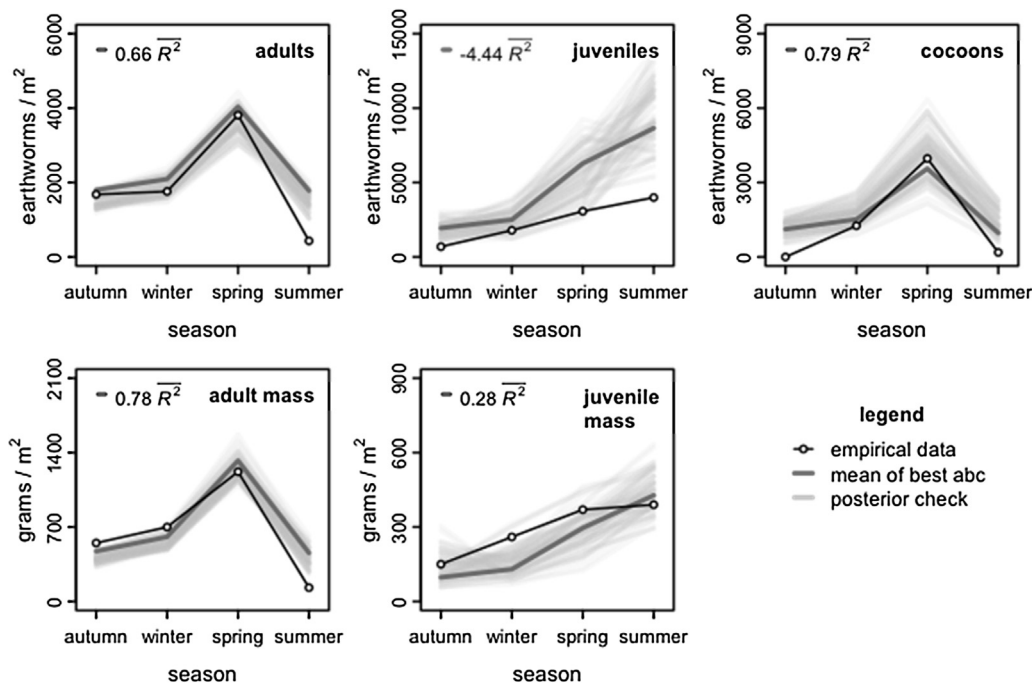 0.66 R² adults
6000
4000
2000
0
earthworms / m²
autumn winter spring summer
season
-4.44 R² juveniles
15000
10000
5000
0
earthworms / m²
autumn winter spring summer
season
0.79 R² cocoons
9000
6000
3000
0
earthworms / m²
autumn winter spring summer
season
0.78 R² adult mass
2100
1400
700
0
grams / m²
autumn winter spring summer
season
0.28 R² juvenile
mass
900
600
300
0
grams / m²
autumn winter spring summer
season
legend
empirical data
mean of best abc
posterior check